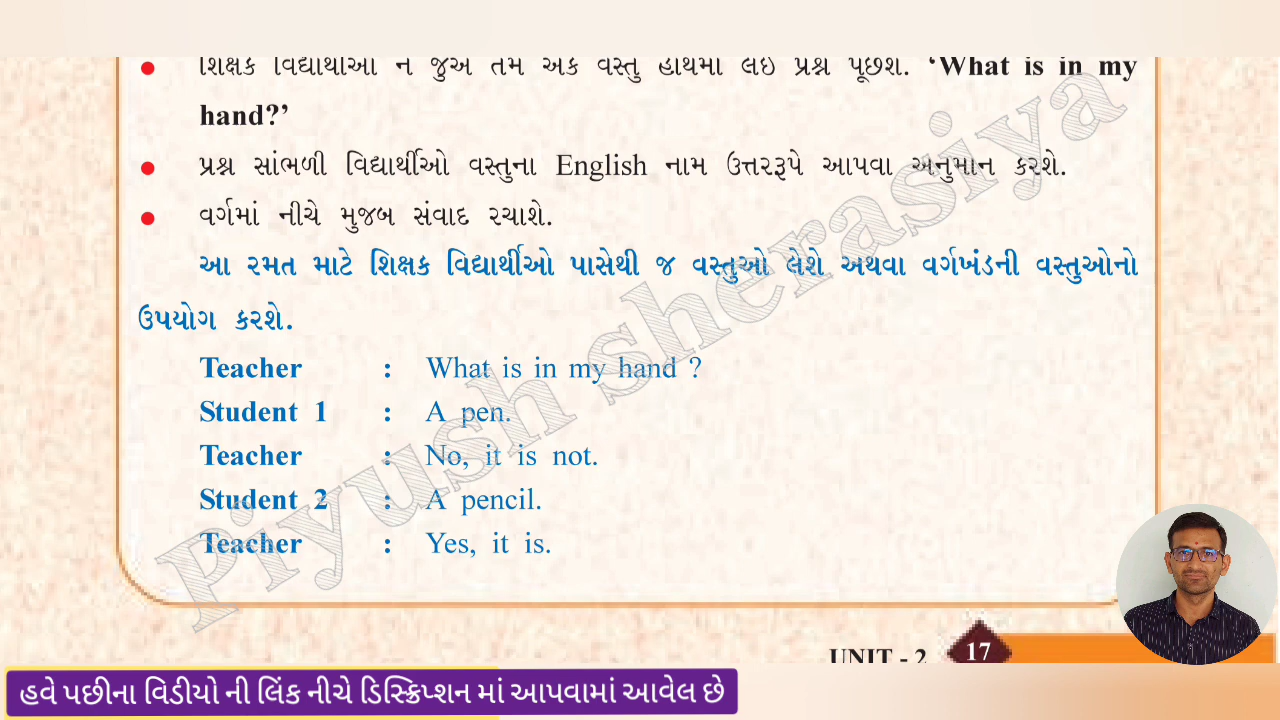 શિક્ષક વિદ્યાર્થીઓ ન જુએ તેમ એક વસ્તુ હાથમાં લઇ પ્રશ્ન પૂછશે. ‘What is in my
hand?’
પ્રશ્ન સાંભળી વિદ્યાર્થીઓ વસ્તુના English નામ ઉત્તરરૂપે આપવા અનુમાન કરશે.
વર્ગમાં નીચે મુજબ સંવાદ રચાશે.
આ રમત માટે શિક્ષક વિદ્યાર્થીઓ પાસેથી જ વસ્તુઓ લેશે અથવા વર્ગખંડની વસ્તુઓનો
ઉપયોગ કરશે.
Teacher : What is in my hand ?
Student 1 : A pen.
Teacher : No, it is not.
Student 2 : A pencil.
Teacher : Yes, it is.
Piyush sherasiya
UNIT - 2 17
હવે પછીના વિડીયો ની લિંક નીચે ડિસ્ક્રિપ્શન માં આપવામાં આવેલ છે